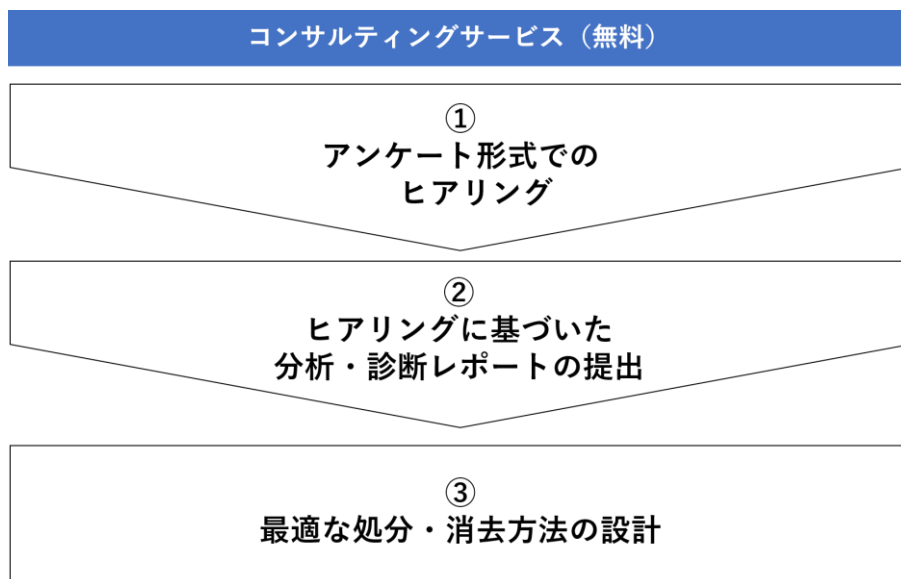 コンサルティングサービス（無料）
①
アンケート形式での
ヒアリング
②
ヒアリングに基づいた
分析・診断レポートの提出
③
最適な処分・消去方法の設計